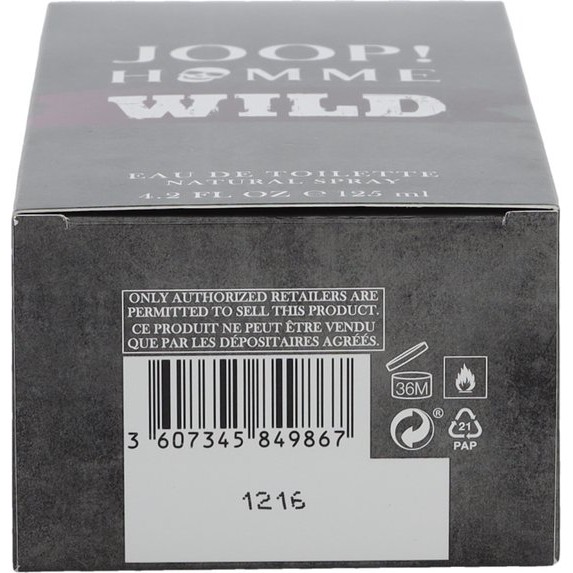 JOOP!
HOMME
WILD
EAU DE TOILETTE
NATURAL SPRAY
4.2 FL OZ ℮ 125 ml
ONLY AUTHORIZED RETAILERS ARE
PERMITTED TO SELL THIS PRODUCT.
CE PRODUIT NE PEUT ÊTRE VENDU
QUE PAR LES DÉPOSITAIRES AGRÉÉS.
36M
®
21
PAP
3 607345 849867
1216